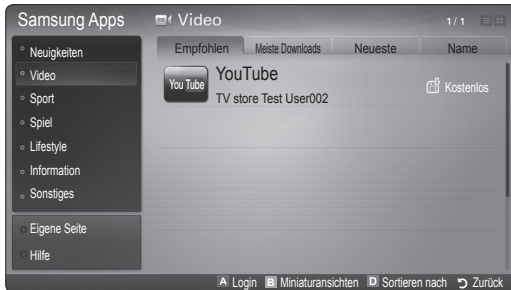 Samsung Apps
Video
1/1
Neuigkeiten
Video
Sport
Spiel
Lifestyle
Information
Sonstiges
Eigene Seite
Hilfe
Empfohlen Meiste Downloads Neueste Name
You Tube
YouTube
TV store Test User002
Kostenlos
A Login B Miniaturansichten D Sortieren nach Zurück